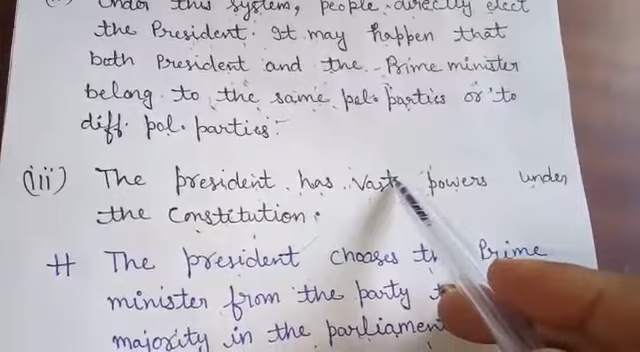 Under this system, people directly elect
the President. It may happen that
both President and the Prime minister
belong to the same pol. parties or to
diff. pol. parties.
(iii) The president has vast powers under
the Constitution.
# The president chooses Prime
minister from the party
majority in the parliament